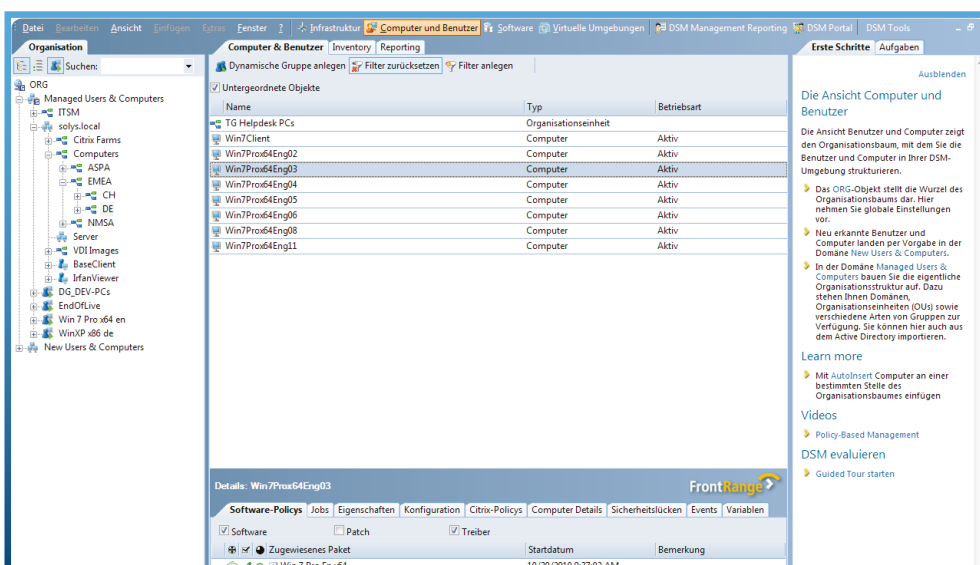 Datei Bearbeiten Ansicht Einfügen Extras Fenster ? Infrastruktur Computer und Benutzer Software Virtuelle Umgebungen DSM Management Reporting DSM Portal DSM Tools
Organisation
Suchen:
ORG
Managed Users & Computers
ITSM
solys.local
Citrix Farms
Computers
ASPA
EMEA
CH
DE
NMSA
Server
VDI Images
BaseClient
IrfanViewer
DG_DEV-PCs
EndOfLive
Win 7 Pro x64 en
WinXP x86 de
New Users & Computers
Computer & Benutzer Inventory Reporting
Dynamische Gruppe anlegen Filter zurücksetzen Filter anlegen
Untergeordnete Objekte
Name Typ Betriebsart
TG Helpdesk PCs Organisationseinheit
Win7Client Computer Aktiv
Win7Prox64Eng02 Computer Aktiv
Win7Prox64Eng03 Computer Aktiv
Win7Prox64Eng04 Computer Aktiv
Win7Prox64Eng05 Computer Aktiv
Win7Prox64Eng06 Computer Aktiv
Win7Prox64Eng08 Computer Aktiv
Win7Prox64Eng11 Computer Aktiv
Details: Win7Prox64Eng03
FrontRange
Software-Policys Jobs Eigenschaften Konfiguration Citrix-Policys Computer Details Sicherheitslücken Events Variablen
Software Patch Treiber
Zugewiesenes Paket Startdatum Bemerkung
Erste Schritte Aufgaben
Ausblenden
Die Ansicht Computer und
Benutzer
Die Ansicht Benutzer und Computer zeigt
den Organisationsbaum, mit dem Sie die
Benutzer und Computer in Ihrer DSM-
Umgebung strukturieren.
Das ORG-Objekt stellt die Wurzel des
Organisationsbaums dar. Hier
nehmen Sie globale Einstellungen
vor.
Neu erkannte Benutzer und
Computer landen per Vorgabe in der
Domäne New Users & Computers.
In der Domäne Managed Users &
Computers bauen Sie die eigentliche
Organisationsstruktur auf. Dazu
stehen Ihnen Domänen,
Organisationseinheiten (OUs) sowie
verschiedene Arten von Gruppen zur
Verfügung. Sie können hier auch aus
dem Active Directory importieren.
Learn more
Mit AutoInsert Computer an einer
bestimmten Stelle des
Organisationsbaumes einfügen
Videos
Policy-Based Management
DSM evaluieren
Guided Tour starten